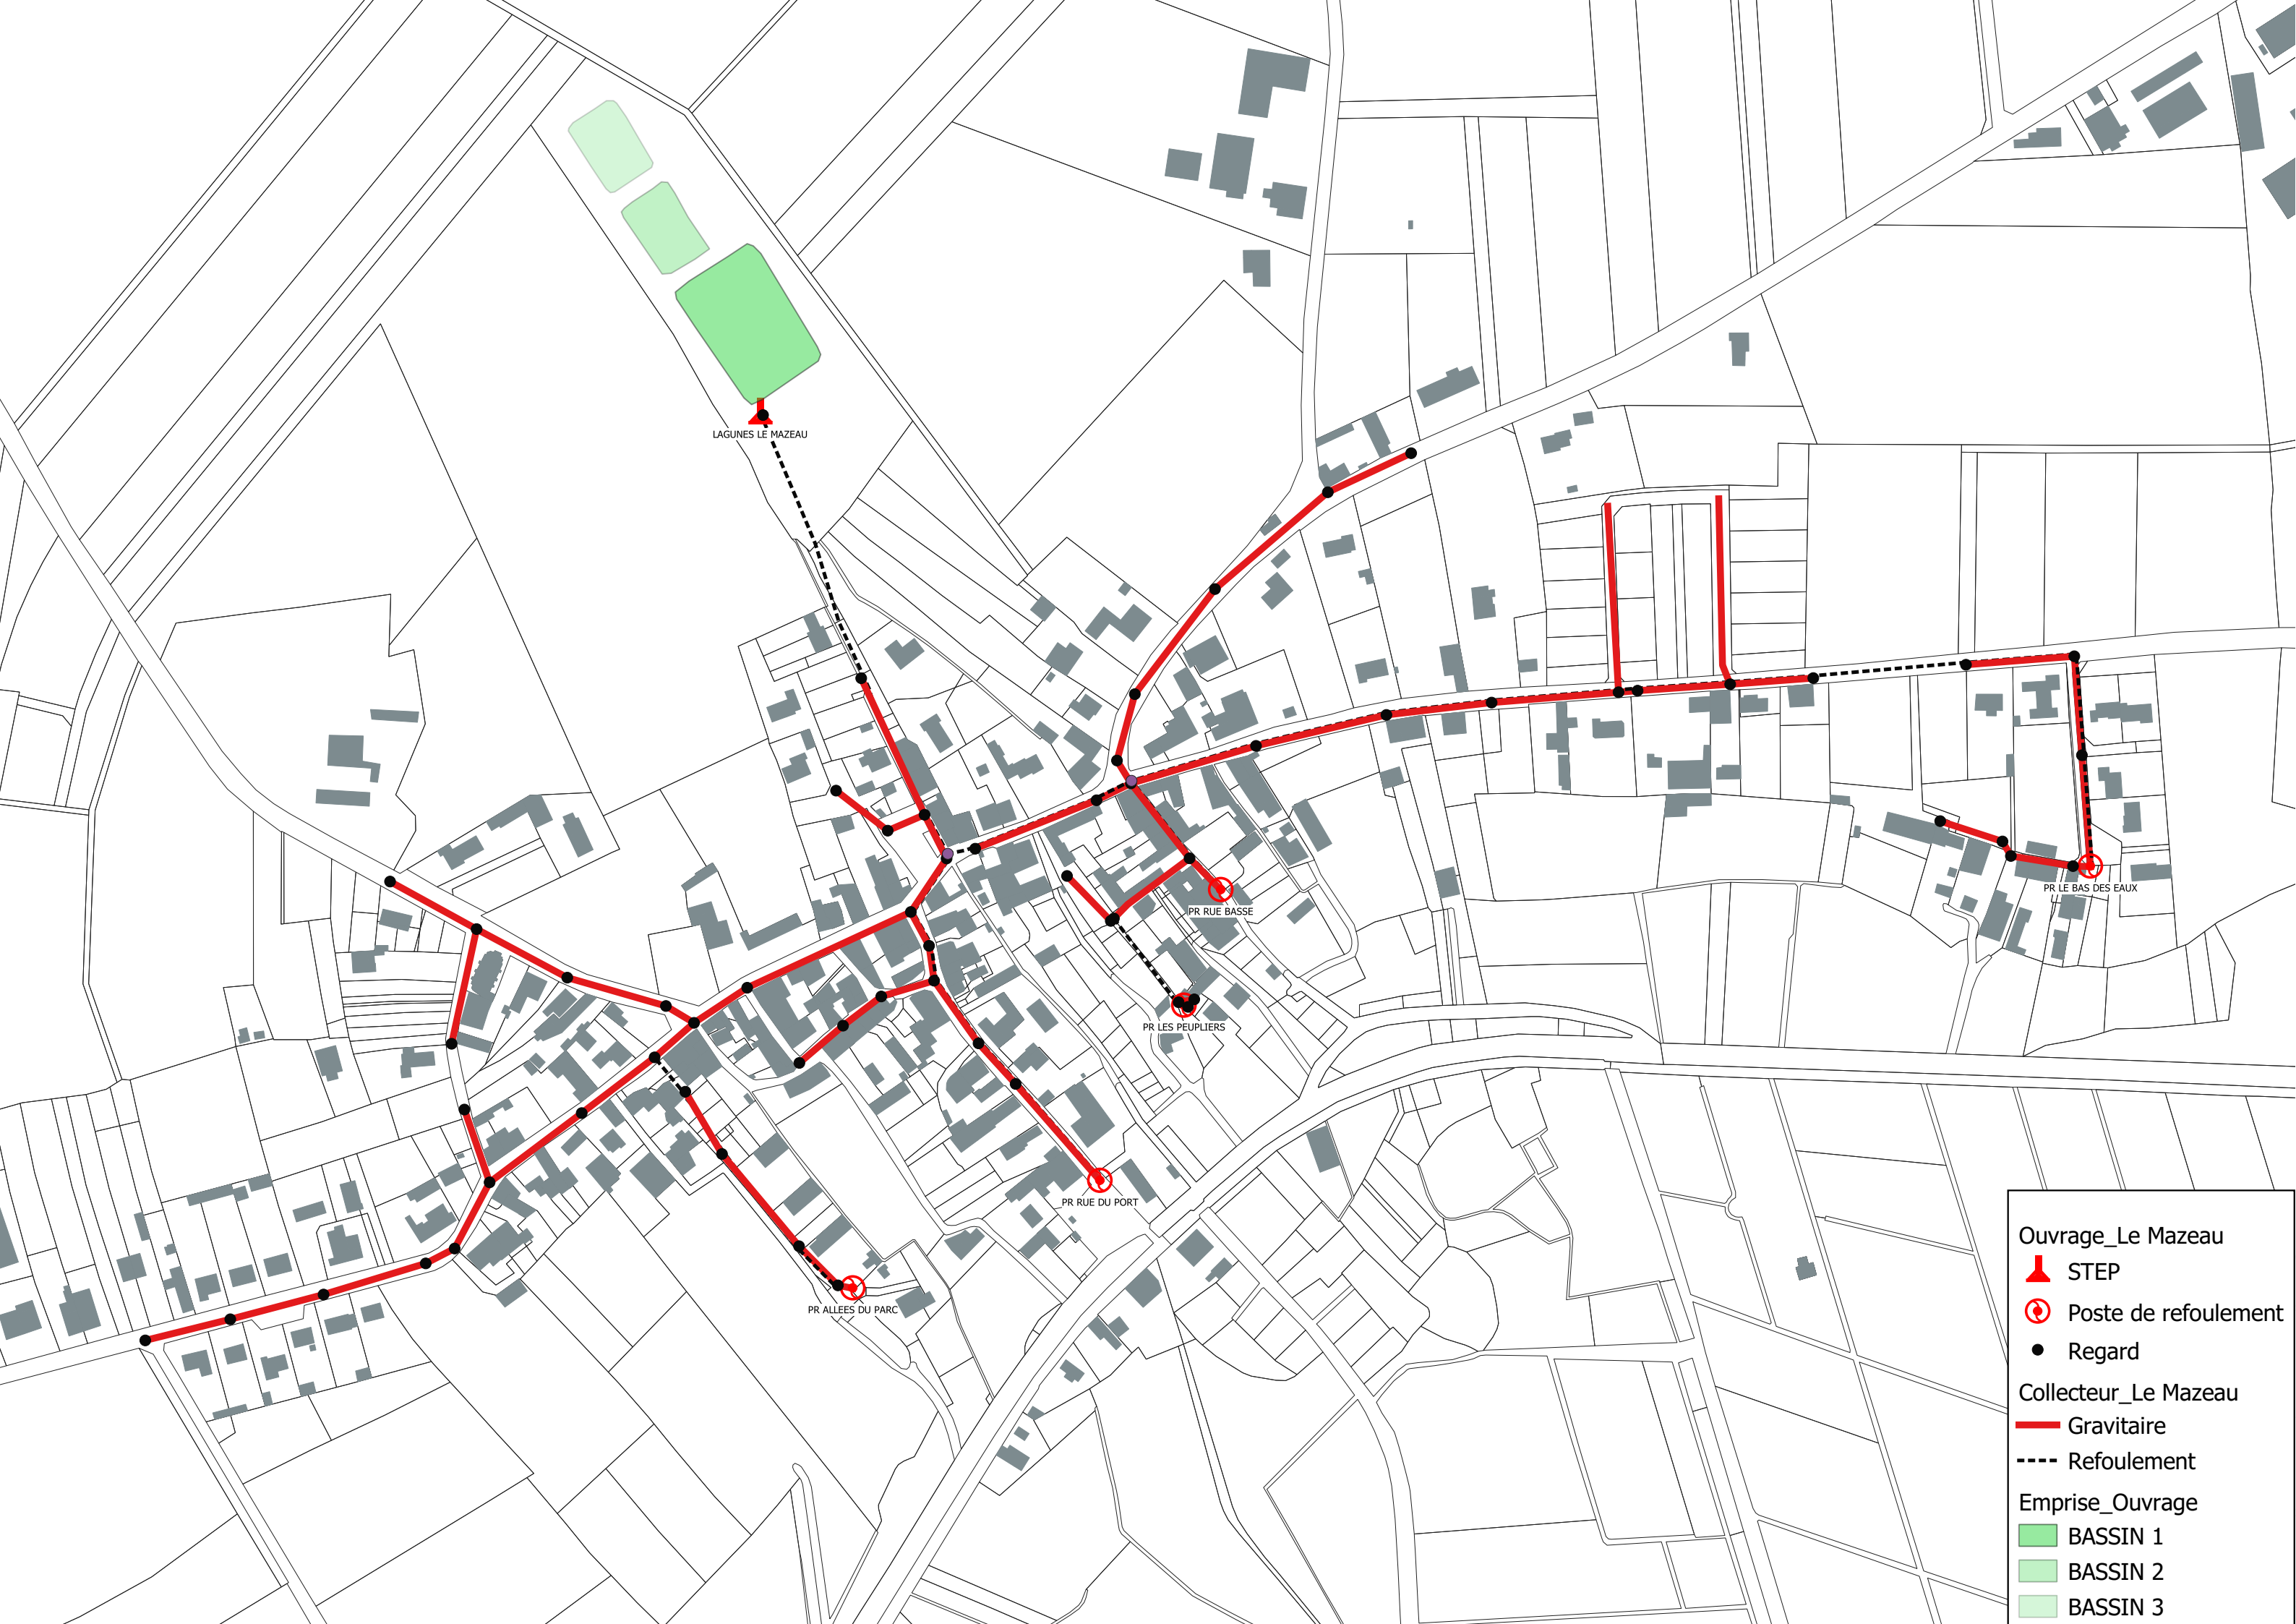 LAGUNES LE MAZEAU
PR LE BAS DES EAUX
PR RUE BASSE
PR LES PEUPLIERS
PR RUE DU PORT
PR ALLEES DU PARC
Ouvrage_Le Mazeau
STEP
Poste de refoulement
Regard
Collecteur_Le Mazeau
Gravitaire
Refoulement
Emprise_Ouvrage
BASSIN 1
BASSIN 2
BASSIN 3